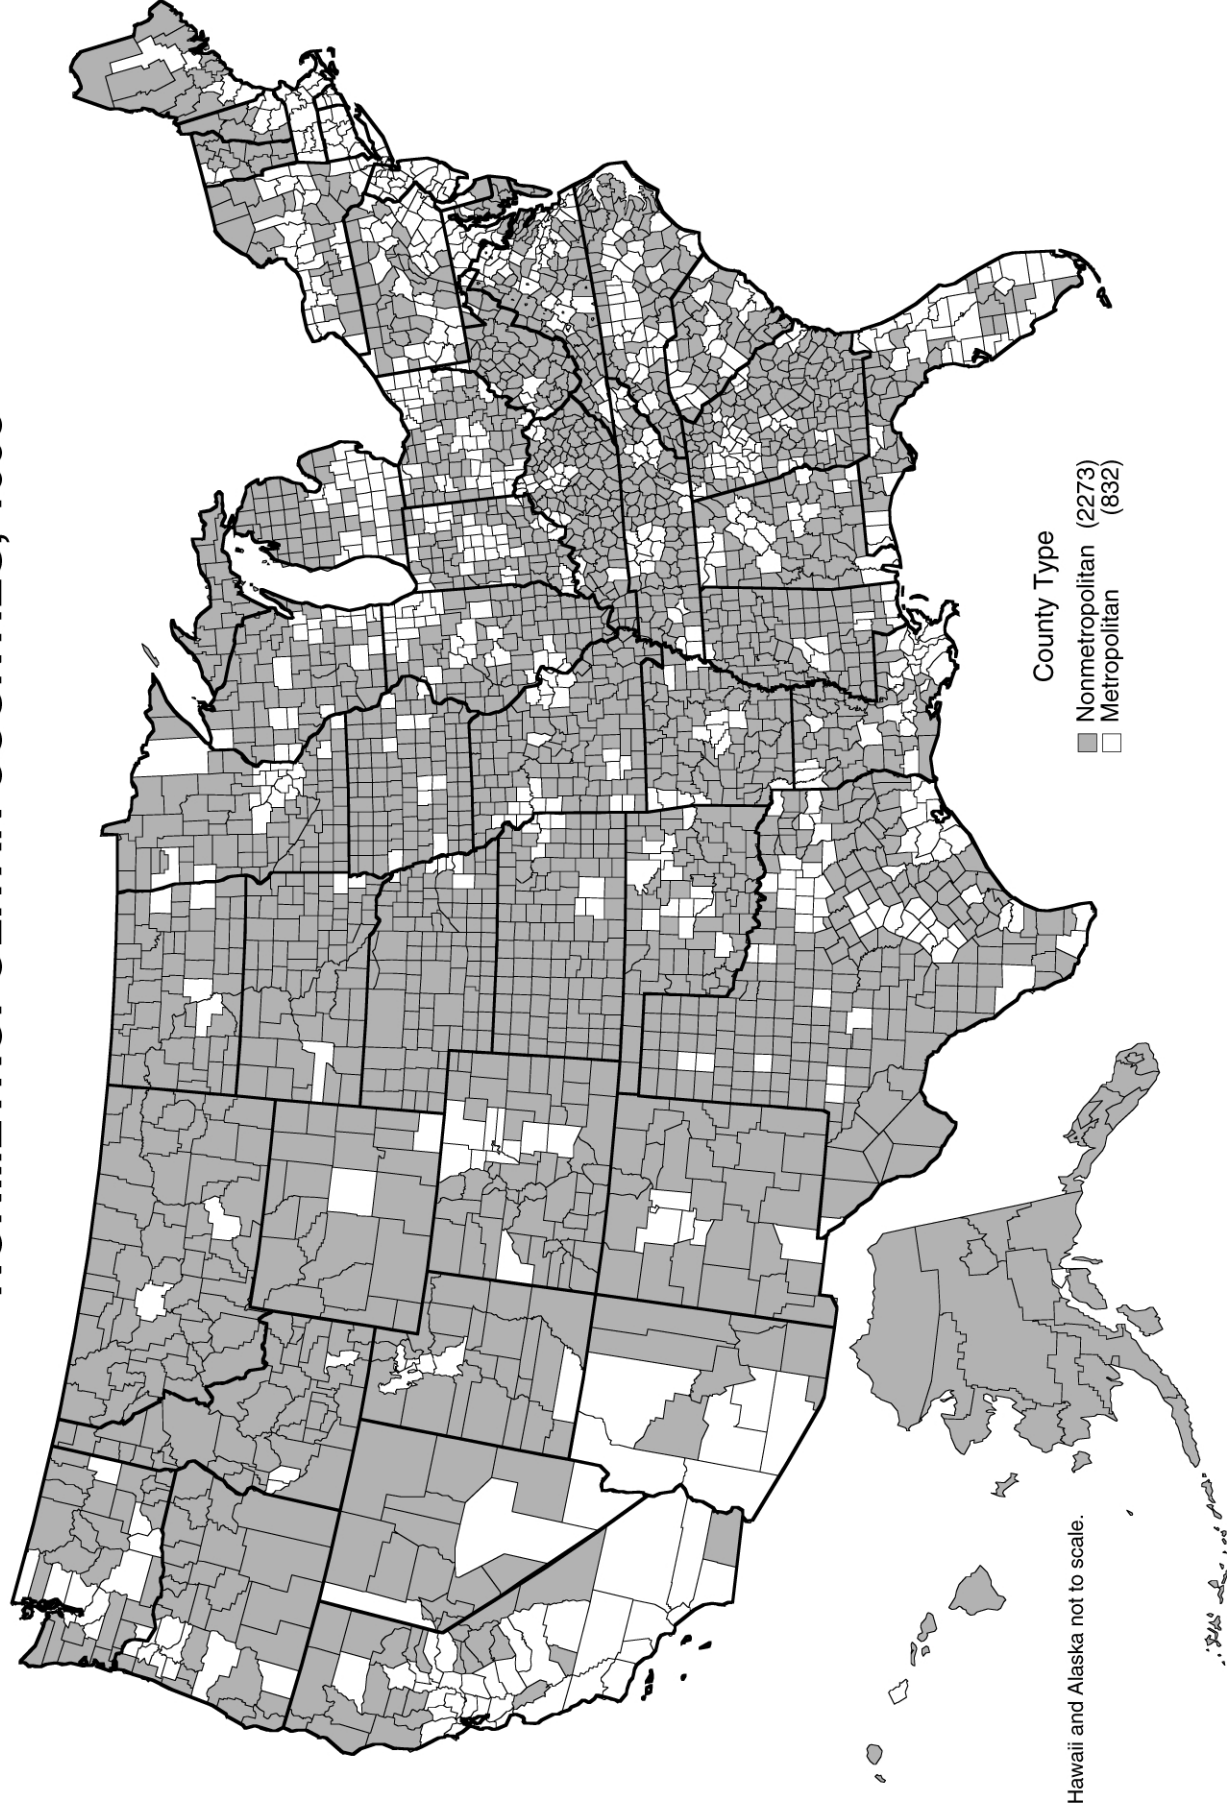 County Type
Nonmetropolitan (2273)
Metropolitan (832)
Hawaii and Alaska not to scale.